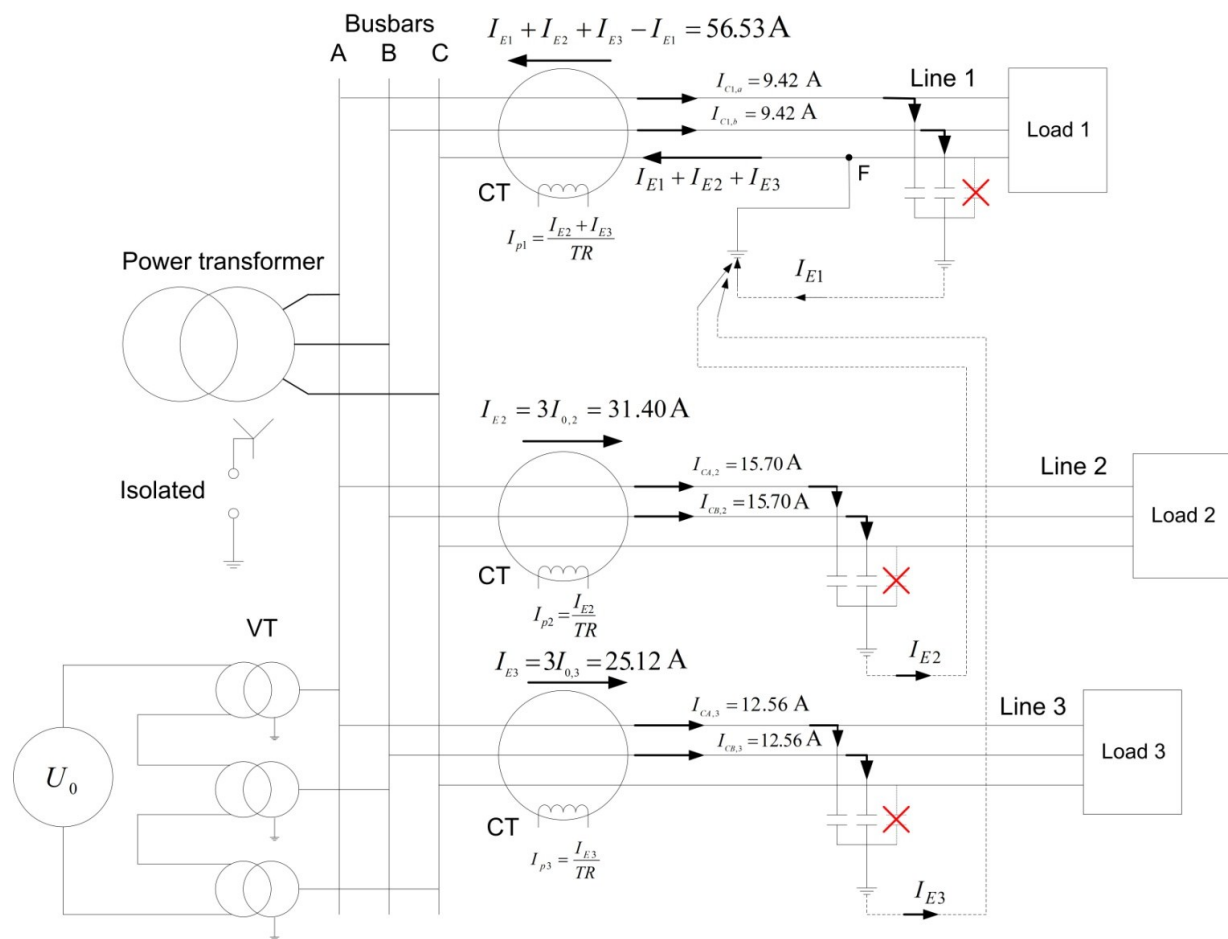 Busbars
A B C
I_{E1} + I_{E2} + I_{E3} − I_{E1} = 56.53 A
I_{C1,a} = 9.42 A
I_{C1,b} = 9.42 A
Line 1
Load 1
I_{E1} + I_{E2} + I_{E3}
F
CT
I_{p1} = \frac{I_{E2} + I_{E3}}{TR}
I_{E1}
Power transformer
Isolated
I_{E2} = 3I_{0,2} = 31.40 A
I_{CA,2} = 15.70 A
I_{CB,2} = 15.70 A
Line 2
Load 2
CT
I_{p2} = \frac{I_{E2}}{TR}
I_{E2}
VT
U_0
I_{E3} = 3I_{0,3} = 25.12 A
I_{CA,3} = 12.56 A
I_{CB,3} = 12.56 A
Line 3
Load 3
CT
I_{p3} = \frac{I_{E3}}{TR}
I_{E3}